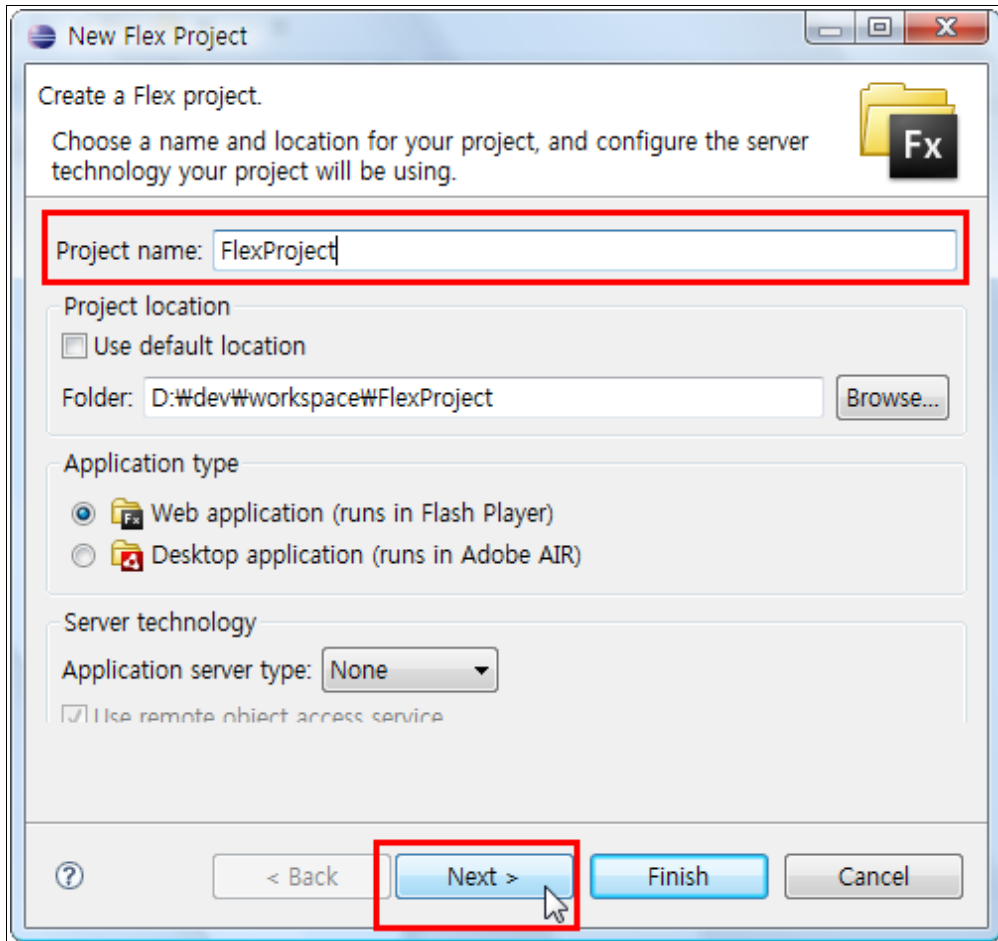 New Flex Project
Create a Flex project.
Choose a name and location for your project, and configure the server
technology your project will be using.
Fx
Project name: FlexProject
Project location
Use default location
Folder: D:₩dev₩workspace₩FlexProject
Browse...
Application type
Fx Web application (runs in Flash Player)
Desktop application (runs in Adobe AIR)
Server technology
Application server type: None
Use remote object access service
? < Back Next > Finish Cancel